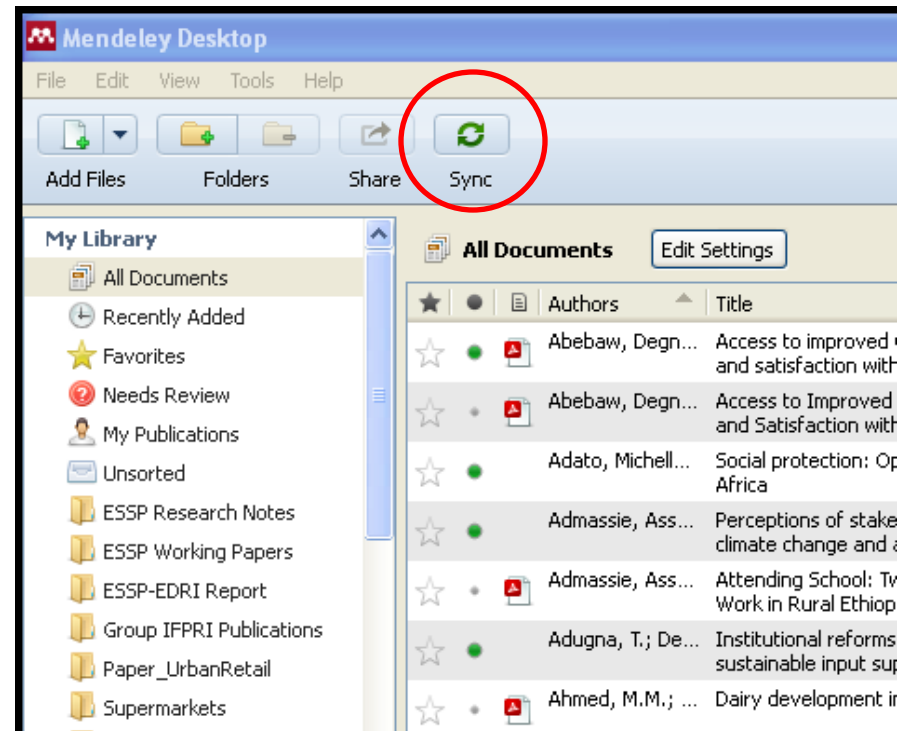 Mendeley Desktop
File Edit View Tools Help
Add Files Folders Share Sync
My Library
All Documents
Recently Added
Favorites
Needs Review
My Publications
Unsorted
ESSP Research Notes
ESSP Working Papers
ESSP-EDRI Report
Group IFPRI Publications
Paper_UrbanRetail
Supermarkets
All Documents Edit Settings
Authors Title
Abebaw, Degn... Access to improved
and satisfaction with
Abebaw, Degn... Access to Improved
and Satisfaction with
Adato, Michell... Social protection: Op
Africa
Admassie, Ass... Perceptions of stake
climate change and a
Admassie, Ass... Attending School: Tw
Work in Rural Ethiop
Adugna, T.; De... Institutional reforms
sustainable input sup
Ahmed, M.M.; ... Dairy development in